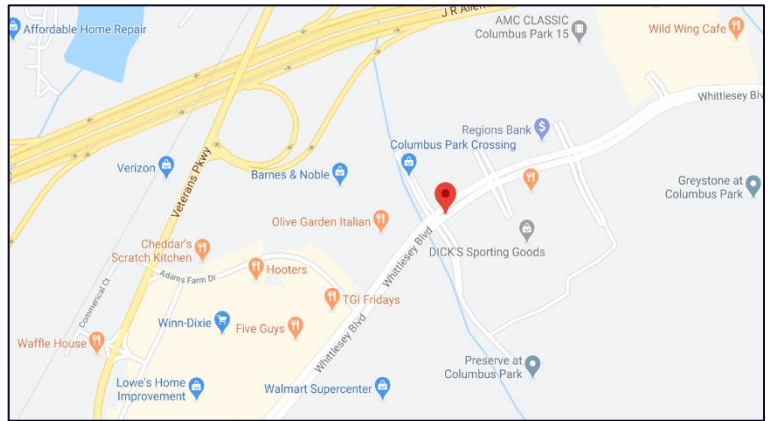 J R Allen
AMC CLASSIC
Columbus Park 15
Wild Wing Cafe
Affordable Home Repair
Whittlesey Blv
Regions Bank
Columbus Park Crossing
Verizon
Barnes & Noble
Veterans Pkwy
Greystone at
Columbus Park
Olive Garden Italian
Whittlesey Blvd
DICK'S Sporting Goods
Cheddar's
Scratch Kitchen
Hooters
Adams Farm Dr
Commerical Ct
TGI Fridays
Winn-Dixie
Five Guys
Waffle House
Whittlesey Blvd
Preserve at
Columbus Park
Lowe's Home
Improvement
Walmart Supercenter